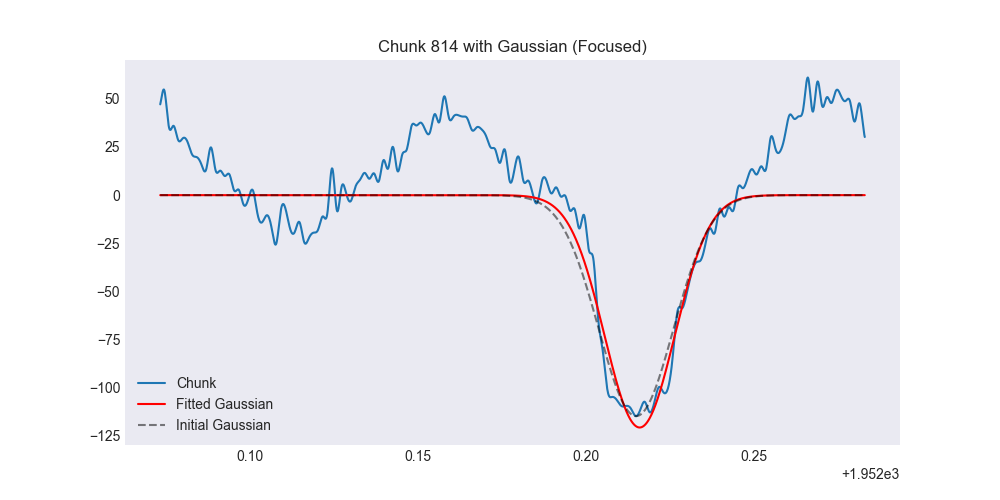 Chunk 814 with Gaussian (Focused)
50
25
0
−25
−50
−75
−100
−125
Chunk
Fitted Gaussian
Initial Gaussian
0.10 0.15 0.20 0.25
+1.952e3